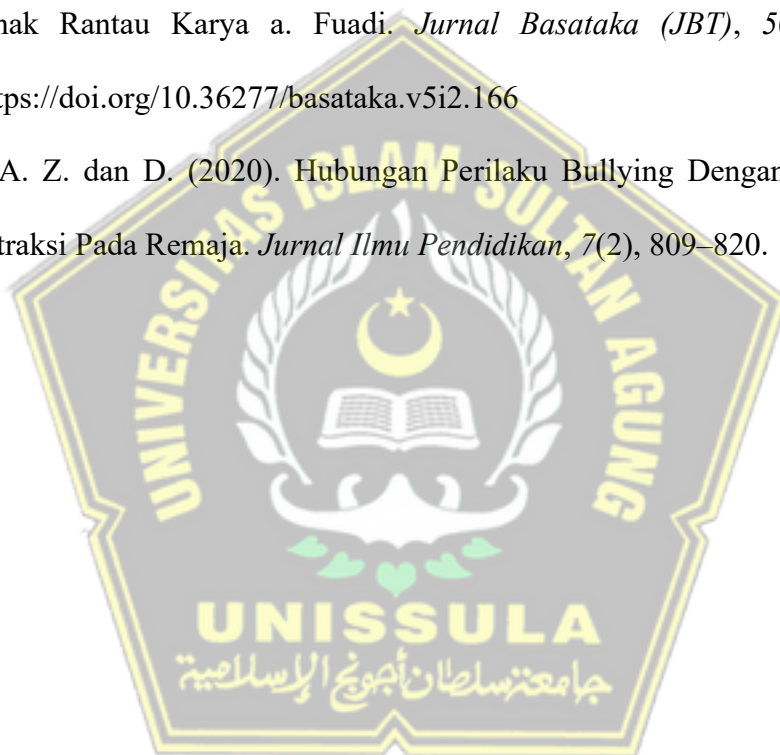 nak Rantau Karya a. Fuadi. Jurnal Basataka (JBT), 5(
tps://doi.org/10.36277/basataka.v5i2.166
A. Z. dan D. (2020). Hubungan Perilaku Bullying Dengan
traksi Pada Remaja. Jurnal Ilmu Pendidikan, 7(2), 809–820.
UNIVERSITAS ISLAM SULTAN AGUNG
UNISSULA
جامعة سلطان أجونج الإسلامية